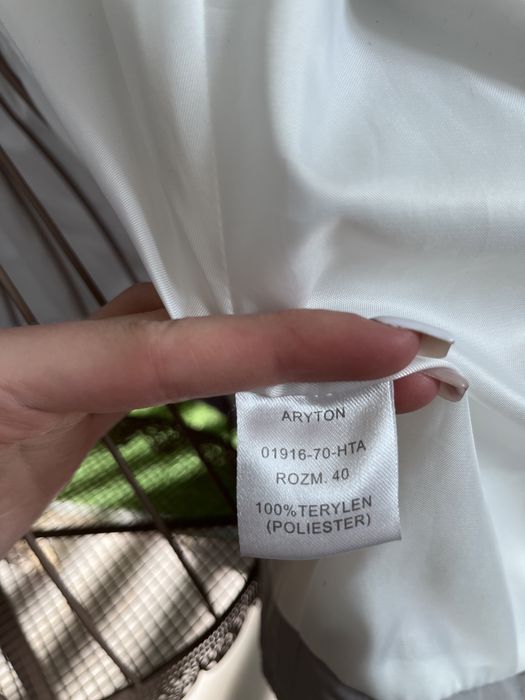 ARYTON
01916-70-HTA
ROZM. 40
100%TERYLEN
(POLIESTER)